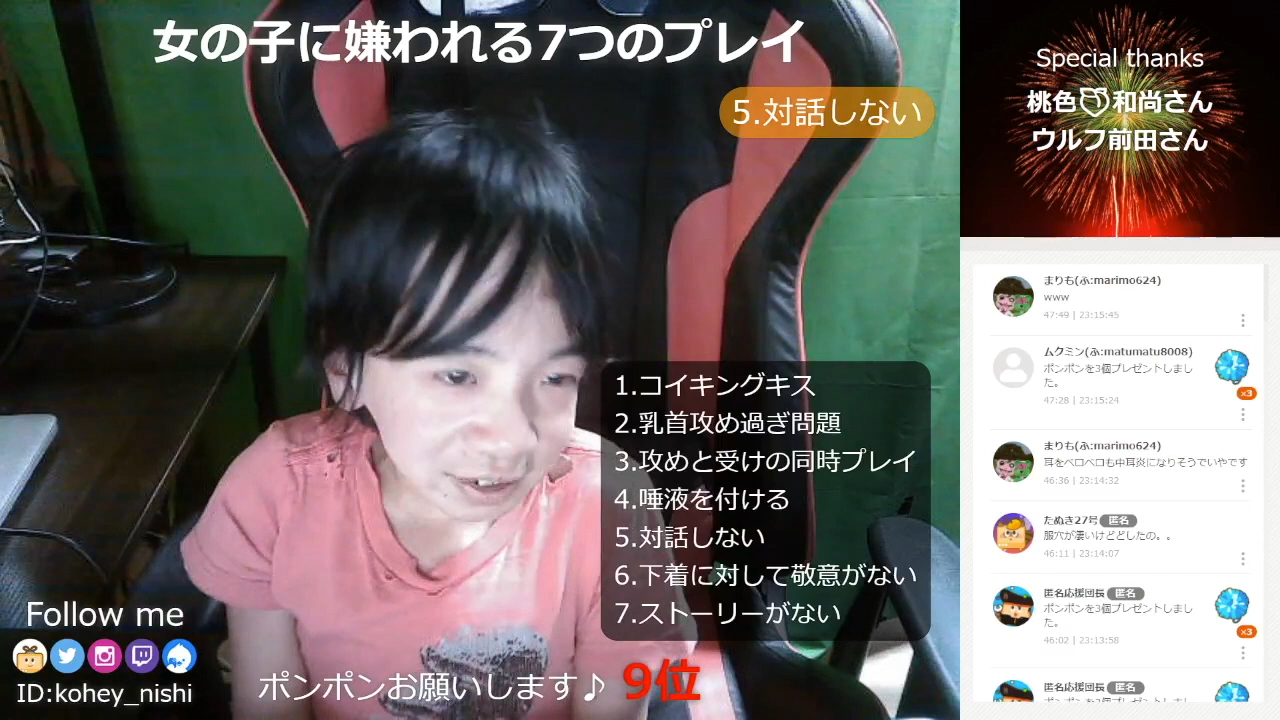 女の子に嫌われる7つのプレイ
5.対話しない
1.コイキングキス
2.乳首攻め過ぎ問題
3.攻めと受けの同時プレイ
4.唾液を付ける
5.対話しない
6.下着に対して敬意がない
7.ストーリーがない
Follow me
ID:kohey_nishi
ポンポンお願いします♪ 9位
Special thanks
桃色🍑和尚さん
ウルフ前田さん
まりも(ふ:marimo624)
www
47:49 | 23:15:45
ムクミン(ふ:matumatu8008)
ポンポンを3個プレゼントしまし
た。
x3
47:28 | 23:15:24
まりも(ふ:marimo624)
耳をペロペロも中耳炎になりそうでいやです
46:36 | 23:14:32
たぬき27号 匿名
服穴が凄いけどどしたの。。
46:11 | 23:14:07
匿名応援団長 匿名
ポンポンを3個プレゼントしまし
た。
x3
46:02 | 23:13:58
匿名応援団長 匿名